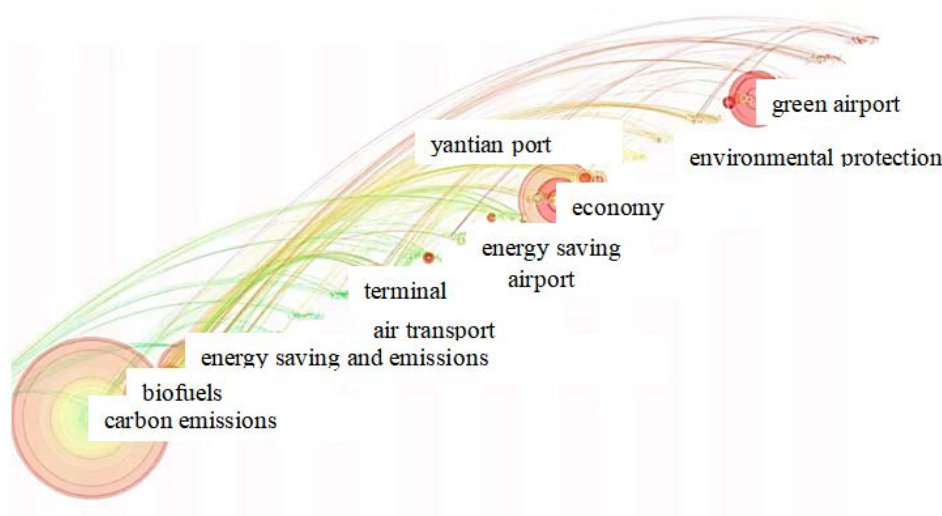 green airport
yantian port
environmental protection
economy
energy saving
airport
terminal
air transport
energy saving and emissions
biofuels
carbon emissions